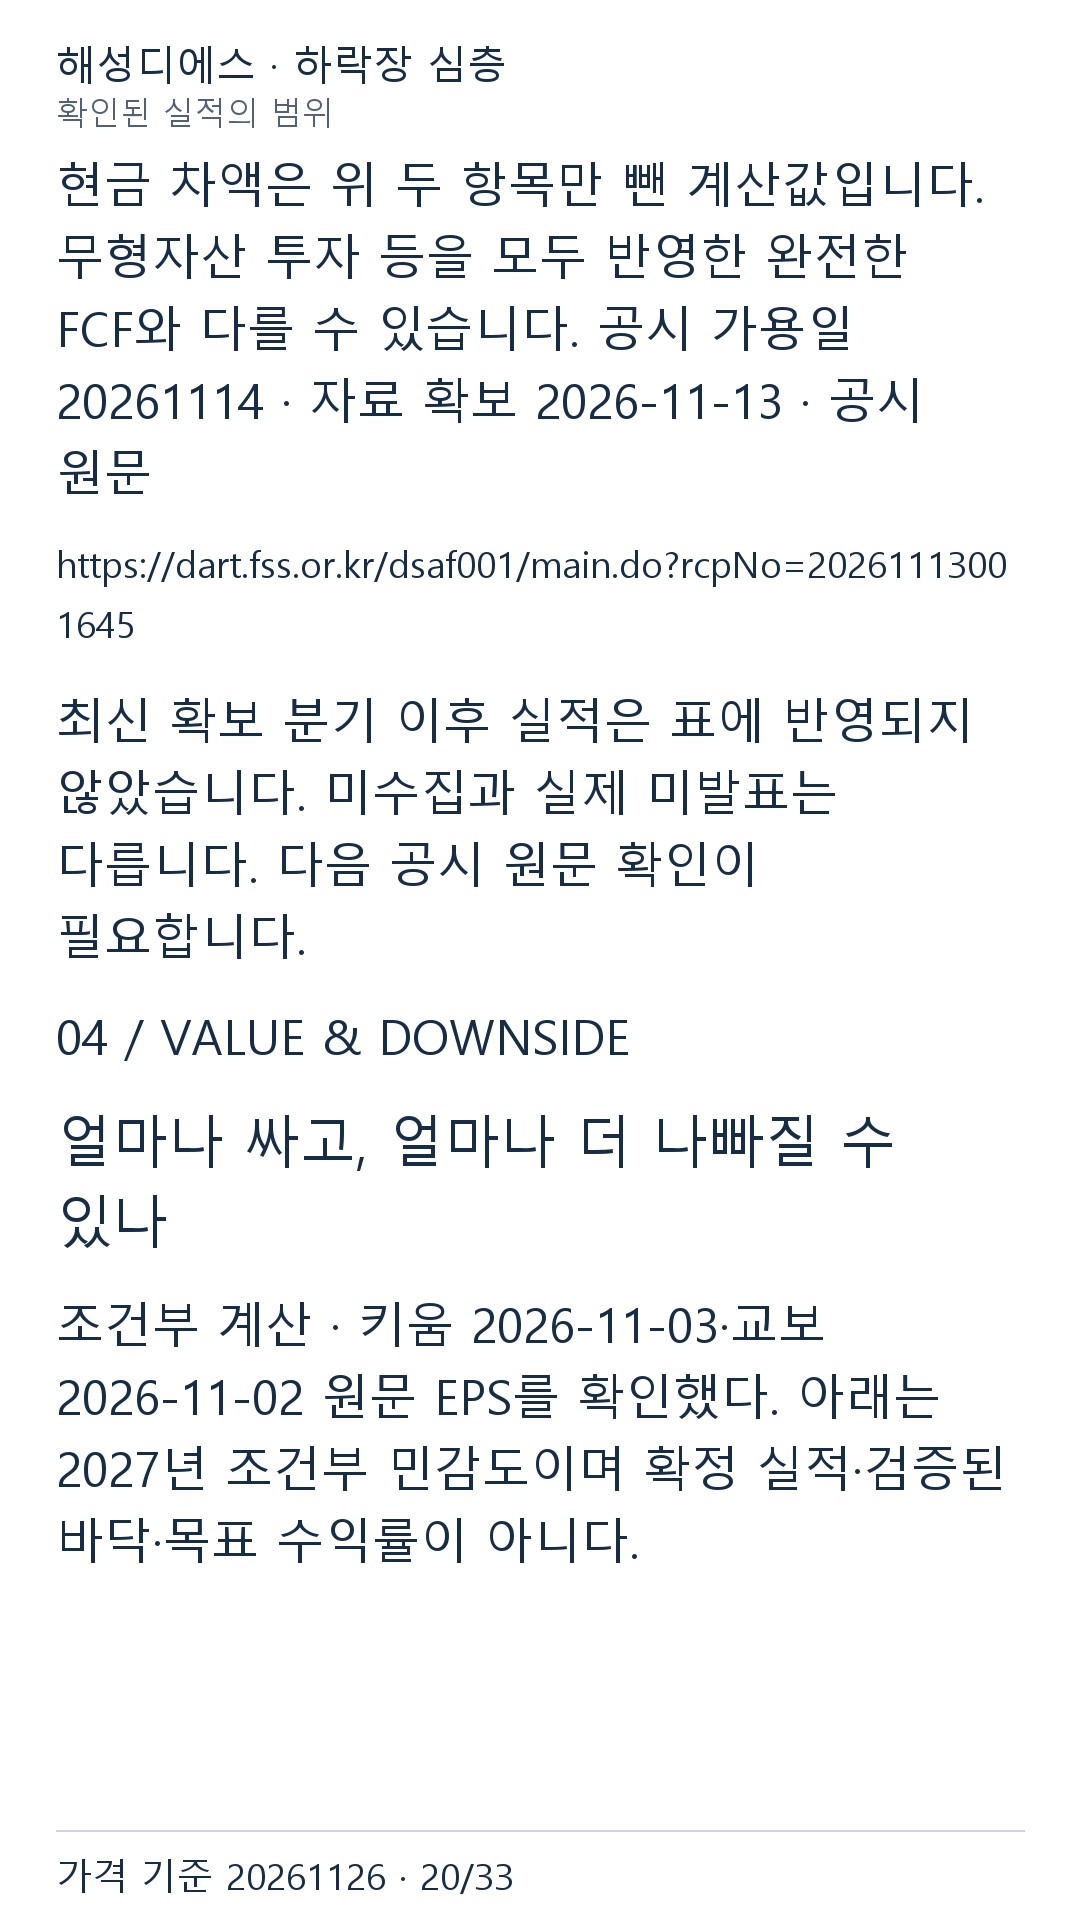 해성디에스 · 하락장 심층
확인된 실적의 범위
현금 차액은 위 두 항목만 뺀 계산값입니다.
무형자산 투자 등을 모두 반영한 완전한
FCF와 다를 수 있습니다. 공시 가용일
20261114 · 자료 확보 2026-11-13 · 공시
원문
https://dart.fss.or.kr/dsaf001/main.do?rcpNo=2026111300
1645
최신 확보 분기 이후 실적은 표에 반영되지
않았습니다. 미수집과 실제 미발표는
다릅니다. 다음 공시 원문 확인이
필요합니다.
04 / VALUE & DOWNSIDE
얼마나 싸고, 얼마나 더 나빠질 수
있나
조건부 계산 · 키움 2026-11-03·교보
2026-11-02 원문 EPS를 확인했다. 아래는
2027년 조건부 민감도이며 확정 실적·검증된
바닥·목표 수익률이 아니다.
가격 기준 20261126 · 20/33